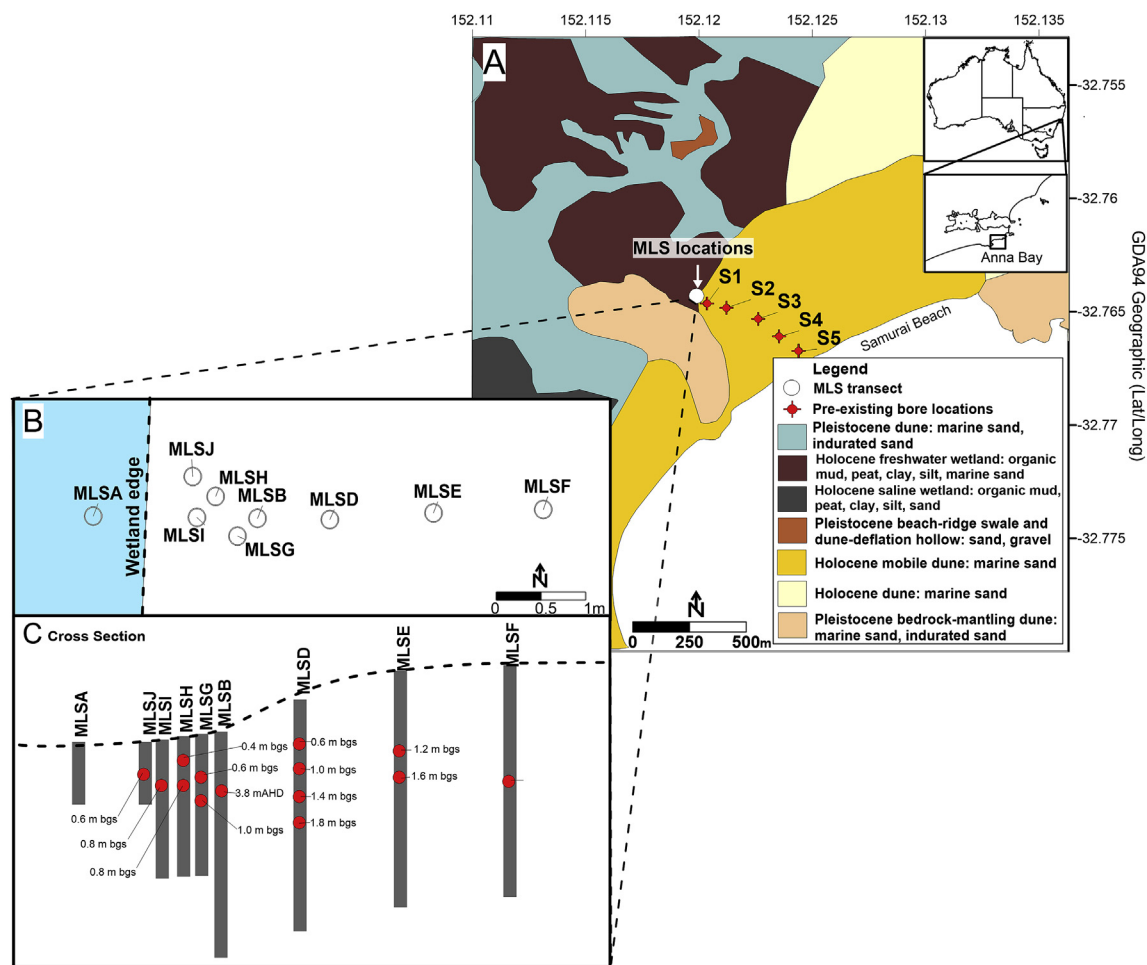 152.11 152.115 152.12 152.125 152.13 152.135
A
-32.755
-32.76
-32.765
-32.77
-32.775
GDA94 Geographic (Lat/Long)
Anna Bay
MLS locations
S1
S2
S3
S4
S5
Samurai Beach
Legend
MLS transect
Pre-existing bore locations
Pleistocene dune: marine sand,
indurated sand
Holocene freshwater wetland: organic
mud, peat, clay, silt, marine sand
Holocene saline wetland: organic mud,
peat, clay, silt, sand
Pleistocene beach-ridge swale and
dune-deflation hollow: sand, gravel
Holocene mobile dune: marine sand
Holocene dune: marine sand
Pleistocene bedrock-mantling dune:
marine sand, indurated sand
N
0 250 500m
B
Wetland edge
MLSA
MLSJ
MLSH
MLSB
MLSI
MLSG
MLSD
MLSE
MLSF
N
0 0.5 1m
C Cross Section
MLSA
MLSJ
MLSI
MLSH
MLSG
MLSB
MLSD
MLSE
MLSF
0.4 m bgs
0.6 m bgs
3.8 mAHD
1.0 m bgs
0.6 m bgs
0.8 m bgs
0.8 m bgs
0.6 m bgs
1.0 m bgs
1.4 m bgs
1.8 m bgs
1.2 m bgs
1.6 m bgs